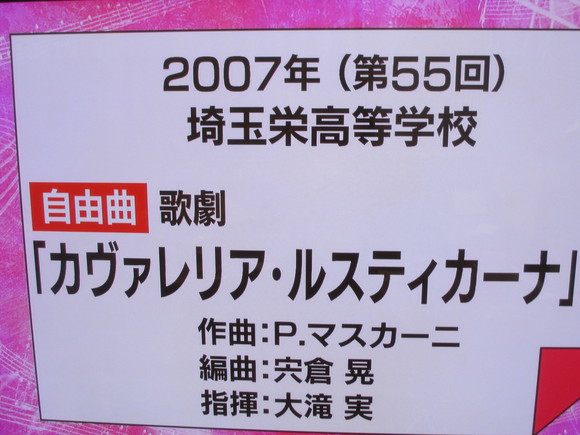 2007年（第55回）
埼玉栄高等学校
自由曲 歌劇
「カヴァレリア・ルスティカーナ」
作曲：P.マスカーニ
編曲：宍倉 晃
指揮：大滝 実